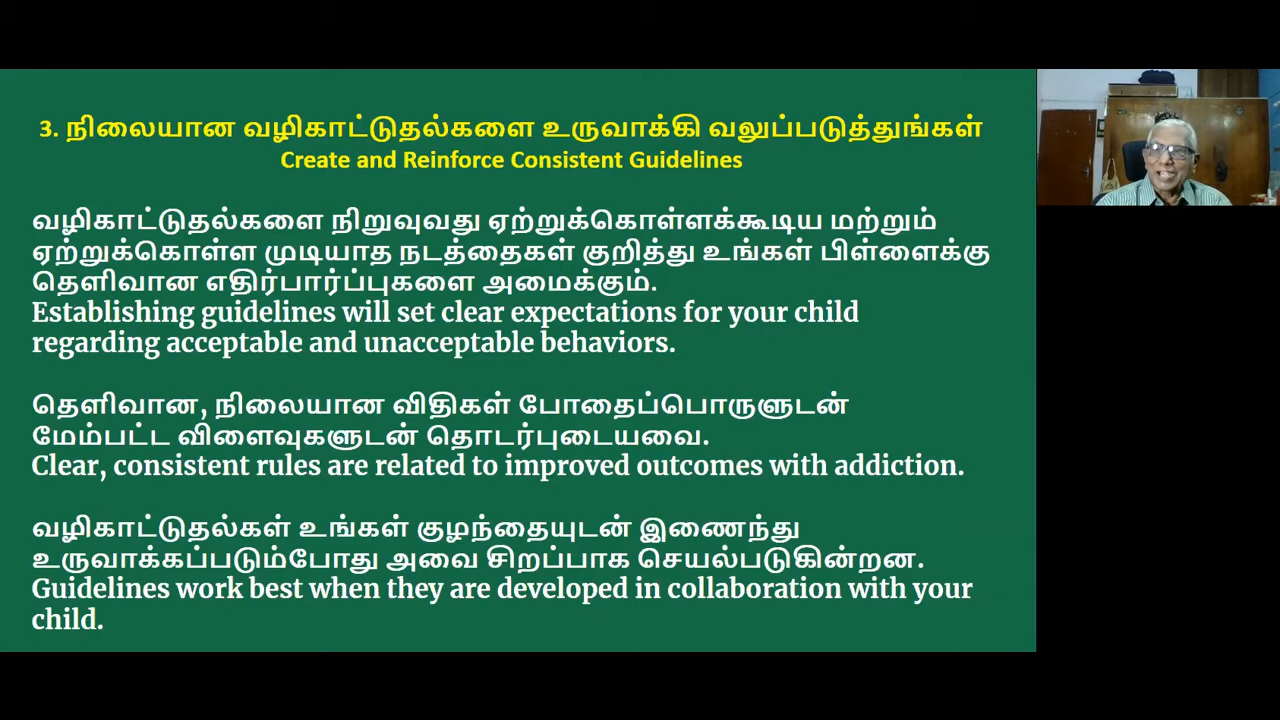 3. நிலையான வழிகாட்டுதல்களை உருவாக்கி வலுப்படுத்துங்கள்
Create and Reinforce Consistent Guidelines
வழிகாட்டுதல்களை நிறுவுவது ஏற்றுக்கொள்ளக்கூடிய மற்றும்
ஏற்றுக்கொள்ள முடியாத நடத்தைகள் குறித்து உங்கள் பிள்ளைக்கு
தெளிவான எதிர்பார்ப்புகளை அமைக்கும்.
Establishing guidelines will set clear expectations for your child
regarding acceptable and unacceptable behaviors.
தெளிவான, நிலையான விதிகள் போதைப்பொருளுடன்
மேம்பட்ட விளைவுகளுடன் தொடர்புடையவை.
Clear, consistent rules are related to improved outcomes with addiction.
வழிகாட்டுதல்கள் உங்கள் குழந்தையுடன் இணைந்து
உருவாக்கப்படும்போது அவை சிறப்பாக செயல்படுகின்றன.
Guidelines work best when they are developed in collaboration with your
child.